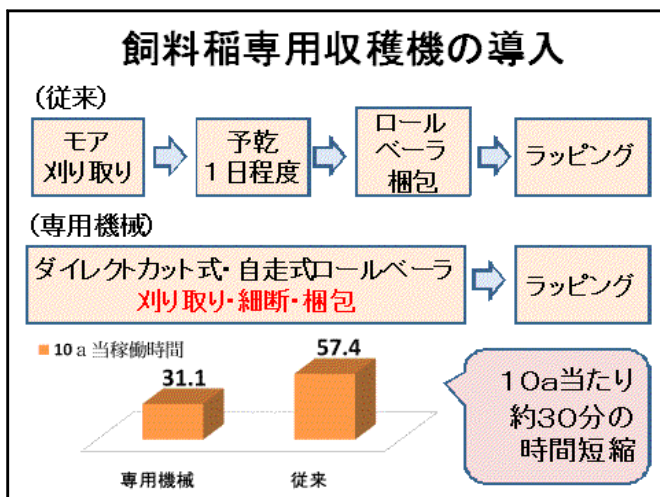 飼料稲専用収穫機の導入
(従来)
モア
刈り取り
予乾
1日程度
ロール
ベーラ
梱包
ラッピング
(専用機械)
ダイレクトカット式・自走式ロールベーラ
刈り取り・細断・梱包
ラッピング
10a当稼働時間
31.1
57.4
専用機械
従来
10a当たり
約30分の
時間短縮